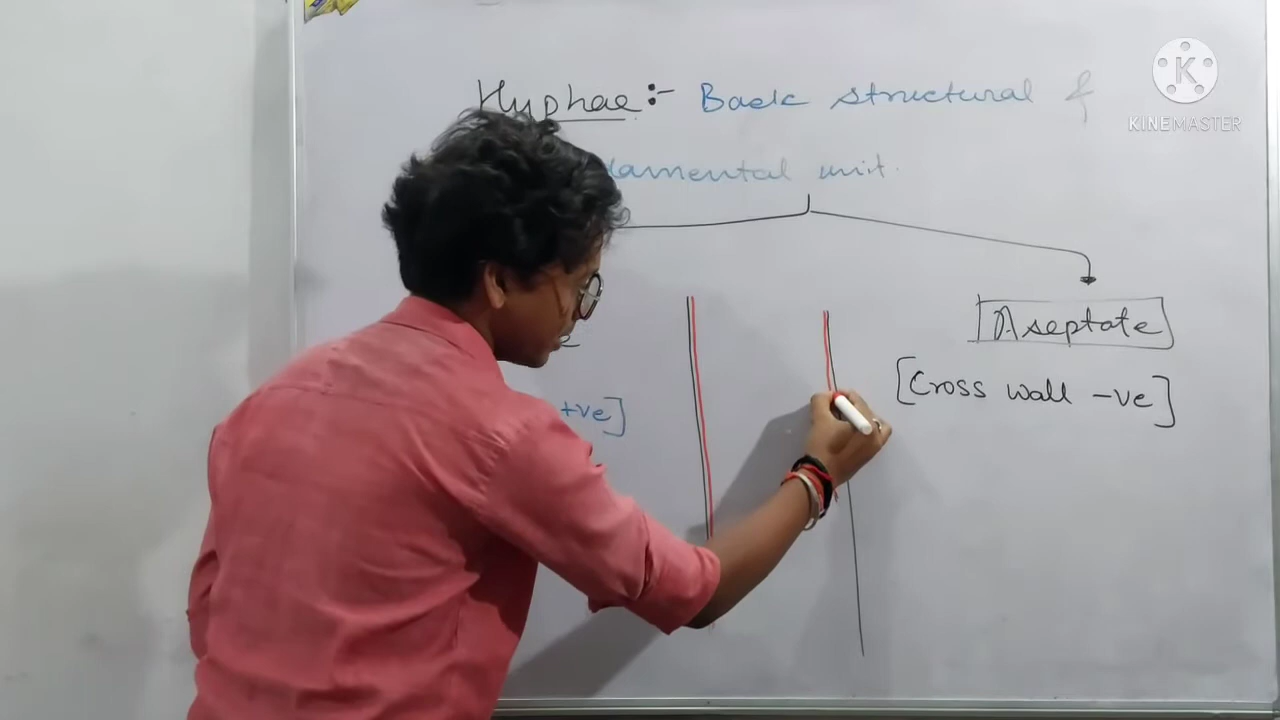 Hyphae :- Basic structural &
damental unit.
Aseptate
+ve]
[Cross wall -ve]
KINEMASTER